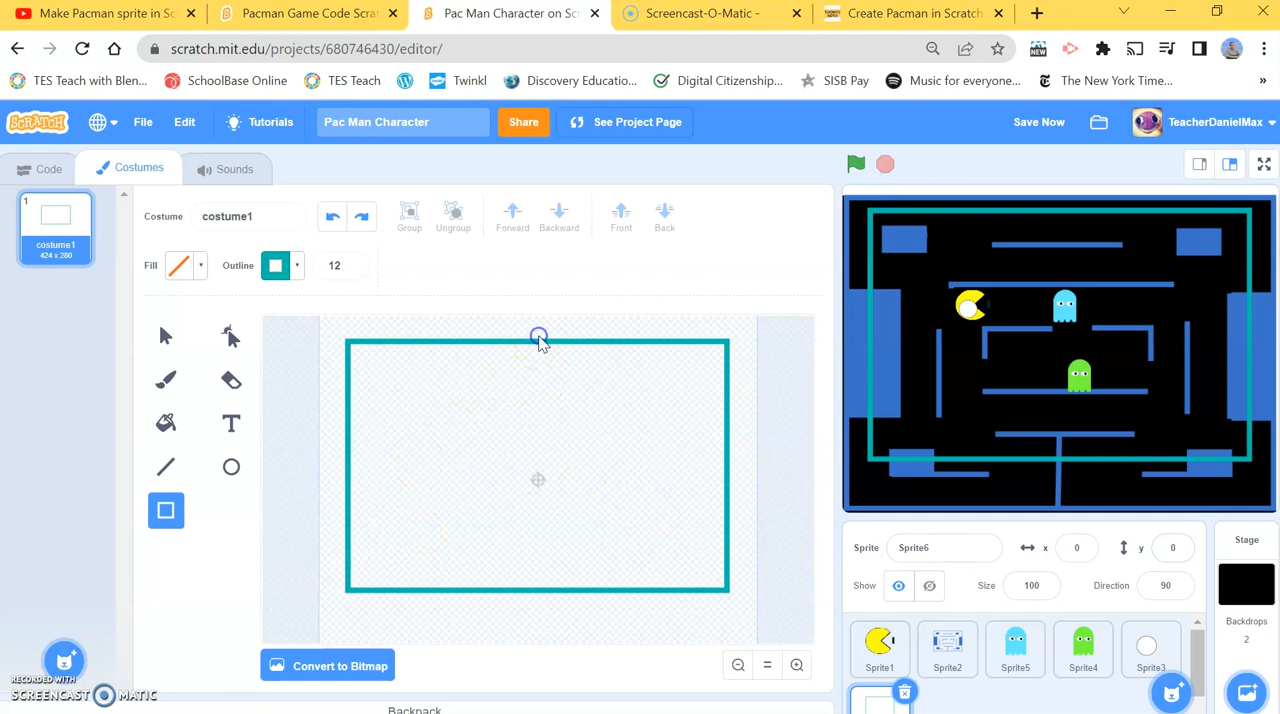 Make Pacman sprite in S
Pacman Game Code Scrat
Pac Man Character on Scr
Screencast-O-Matic -
Create Pacman in Scratch
scratch.mit.edu/projects/680746430/editor/
TES Teach with Blen...
SchoolBase Online
TES Teach
Twinkl
Discovery Educatio...
Digital Citizenship...
SISB Pay
Music for everyone...
The New York Time...
»
SCRATCH
File
Edit
Tutorials
Pac Man Character
Share
See Project Page
Save Now
TeacherDanielMax
Code
Costumes
Sounds
1
costume1
424 x 280
Costume
costume1
Group
Ungroup
Forward
Backward
Front
Back
Fill
Outline
12
Convert to Bitmap
Backpack
Sprite
Sprite6
x
0
y
0
Show
Size
100
Direction
90
Stage
Backdrops
2
Sprite1
Sprite2
Sprite5
Sprite4
Sprite3
RECORDED WITH
SCREENCAST MATIC